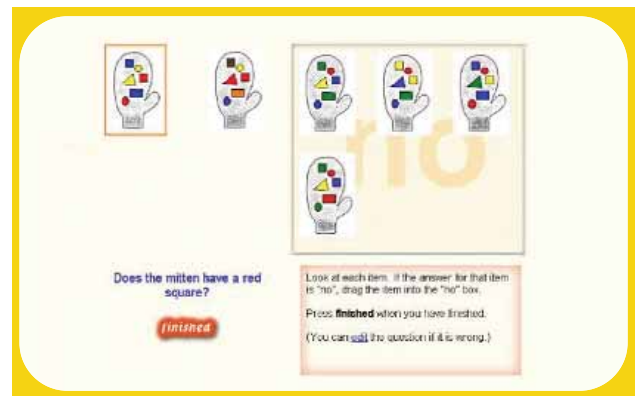 no
Does the mitten have a red
square?
finished
Look at each item. If the answer for that item
is "no", drag the item into the "no" box.
Press finished when you have finished.
(You can edit the question if it is wrong.)